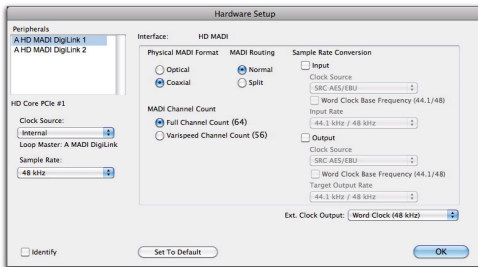 Hardware Setup
Peripherals
A HD MADI DigiLink 1
A HD MADI DigiLink 2
HD Core PCIe #1
Clock Source:
Internal
Loop Master: A MADI DigiLink
Sample Rate:
48 kHz
Identify
Interface: HD MADI
Physical MADI Format
Optical
Coaxial
MADI Routing
Normal
Split
MADI Channel Count
Full Channel Count (64)
Varispeed Channel Count (56)
Sample Rate Conversion
Input
Clock Source
SRC AES/EBU
Word Clock Base Frequency (44.1/48)
Input Rate
44.1 kHz / 48 kHz
Output
Clock Source
SRC AES/EBU
Word Clock Base Frequency (44.1/48)
Target Output Rate
44.1 kHz / 48 kHz
Ext. Clock Output: Word Clock (48 kHz)
Set To Default
OK